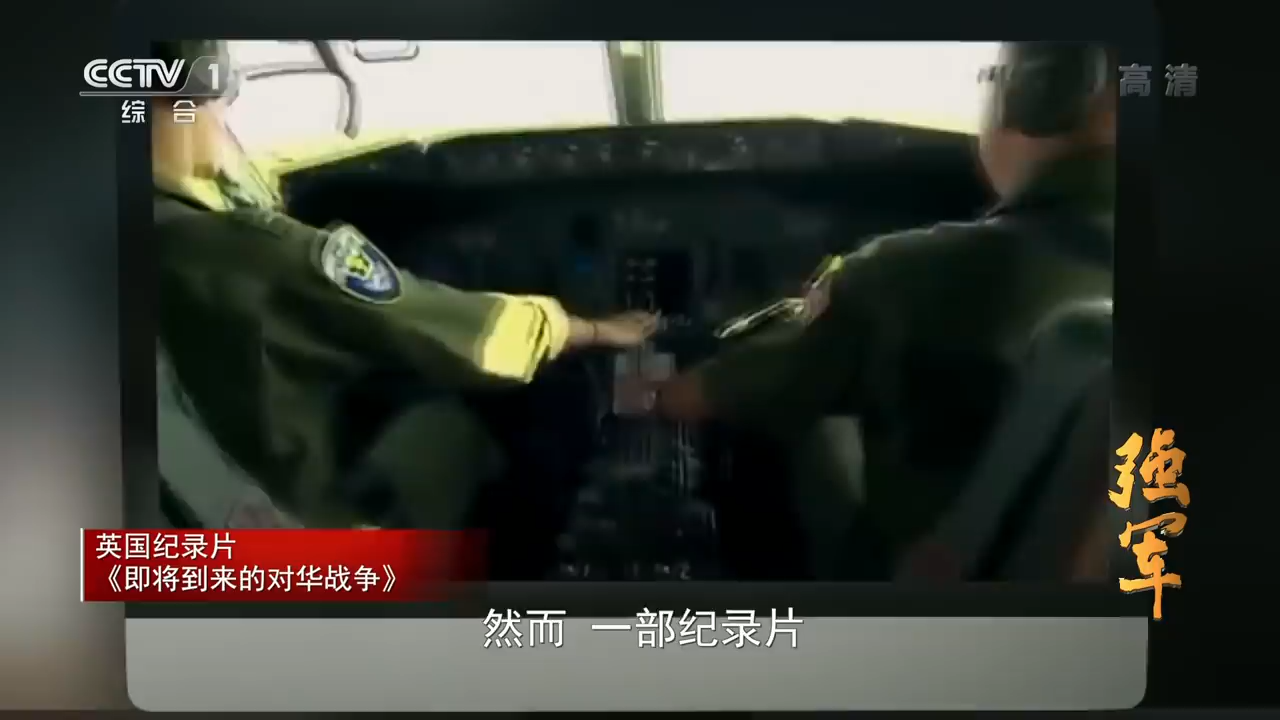 CCTV 1
综合
高清
强军
英国纪录片
《即将到来的对华战争》
然而 一部纪录片